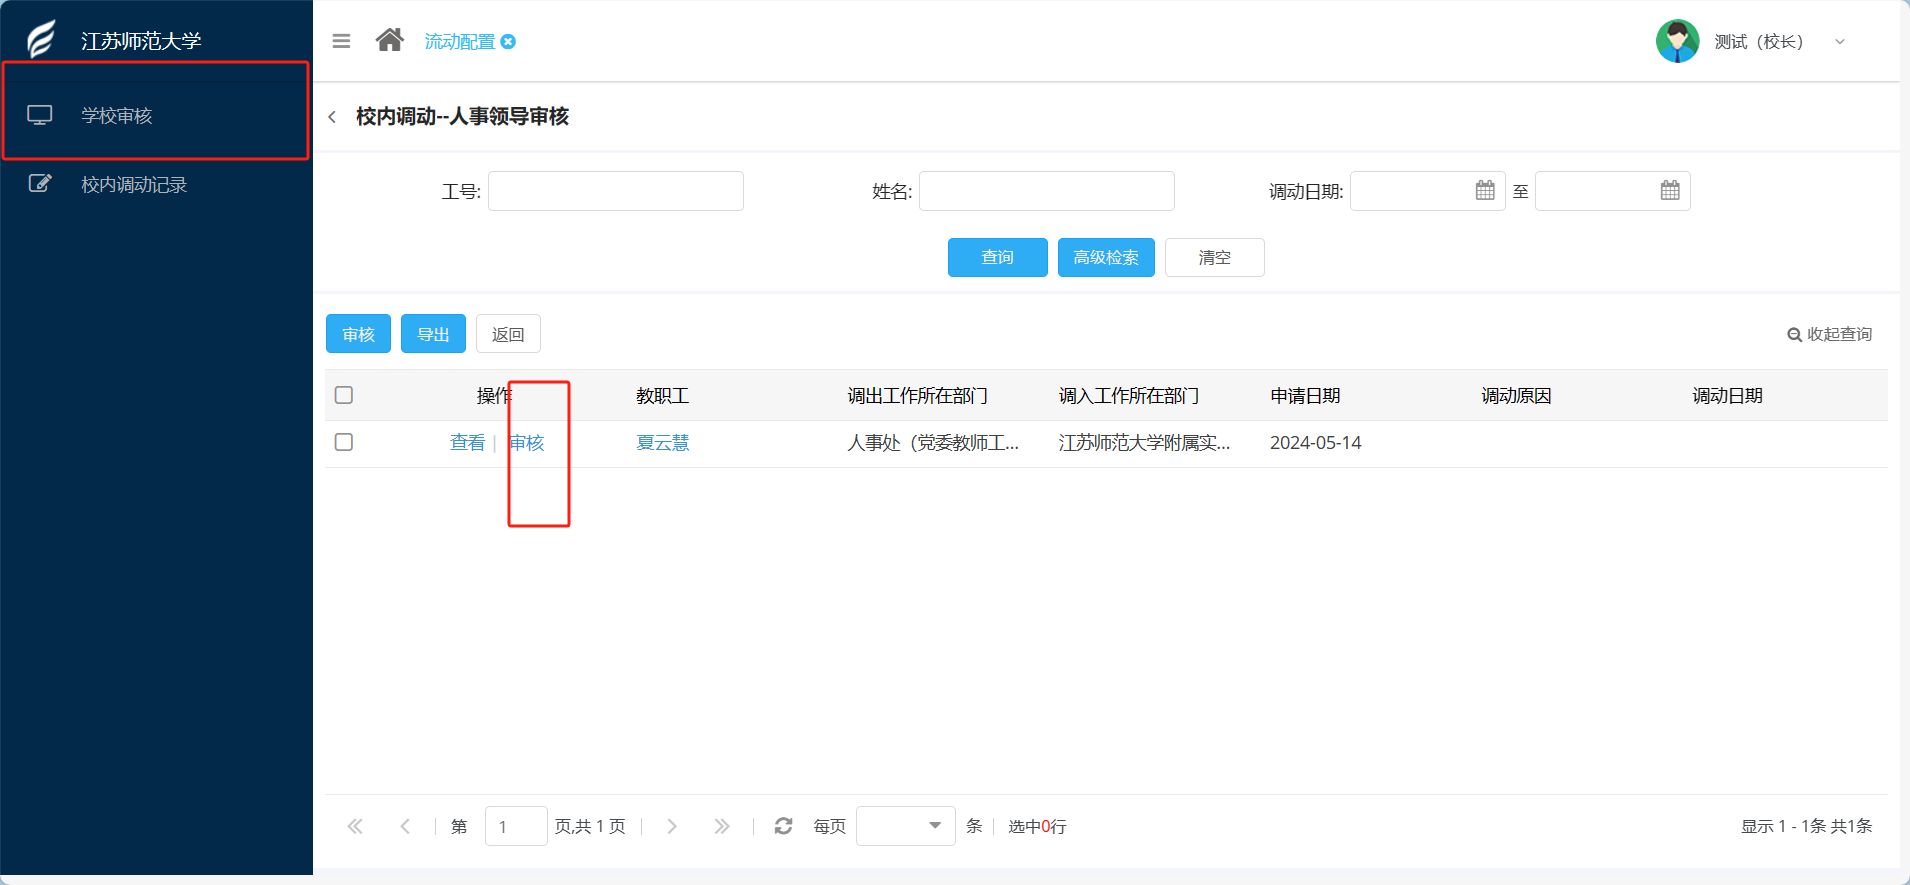 江苏师范大学
流动配置
测试（校长）
学校审核
校内调动记录
校内调动--人事领导审核
工号:
姓名:
调动日期:
至
查询
高级检索
清空
审核
导出
返回
收起查询
操作 教职工 调出工作所在部门 调入工作所在部门 申请日期 调动原因 调动日期
查看 | 审核 夏云慧 人事处（党委教师工... 江苏师范大学附属实... 2024-05-14
第 1 页,共 1 页 每页 条 选中0行 显示 1 - 1条 共1条